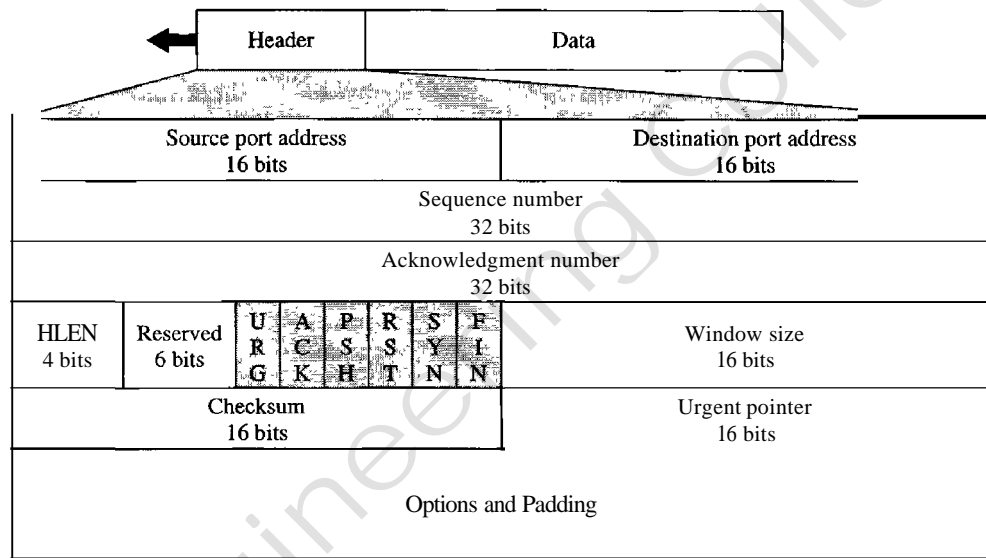 Header
Data
Source port address
16 bits
Destination port address
16 bits
Sequence number
32 bits
Acknowledgment number
32 bits
HLEN
4 bits
Reserved
6 bits
URG
ACK
PSH
RST
SYN
FIN
Window size
16 bits
Checksum
16 bits
Urgent pointer
16 bits
Options and Padding